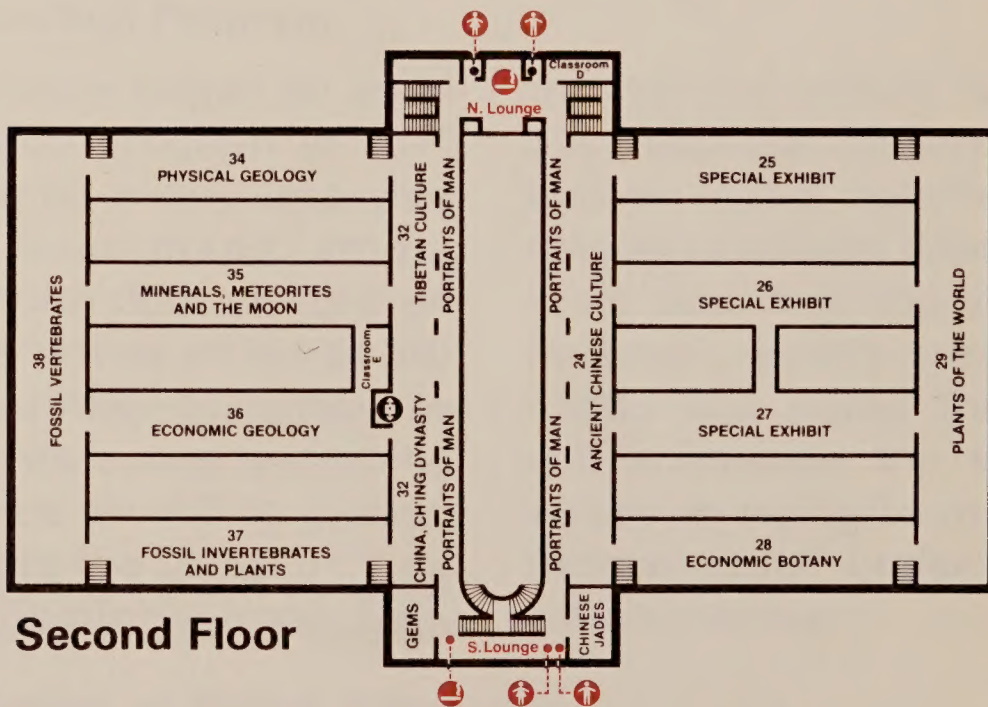 Classroom
D
N. Lounge
34
PHYSICAL GEOLOGY
35
MINERALS, METEORITES
AND THE MOON
Classroom
E
36
ECONOMIC GEOLOGY
37
FOSSIL INVERTEBRATES
AND PLANTS
38
FOSSIL VERTEBRATES
32
TIBETAN CULTURE
32
CHINA, CH'ING DYNASTY
PORTRAITS OF MAN
PORTRAITS OF MAN
PORTRAITS OF MAN
PORTRAITS OF MAN
24
ANCIENT CHINESE CULTURE
25
SPECIAL EXHIBIT
26
SPECIAL EXHIBIT
27
SPECIAL EXHIBIT
28
ECONOMIC BOTANY
29
PLANTS OF THE WORLD
GEMS
S. Lounge
CHINESE
JADES
Second Floor